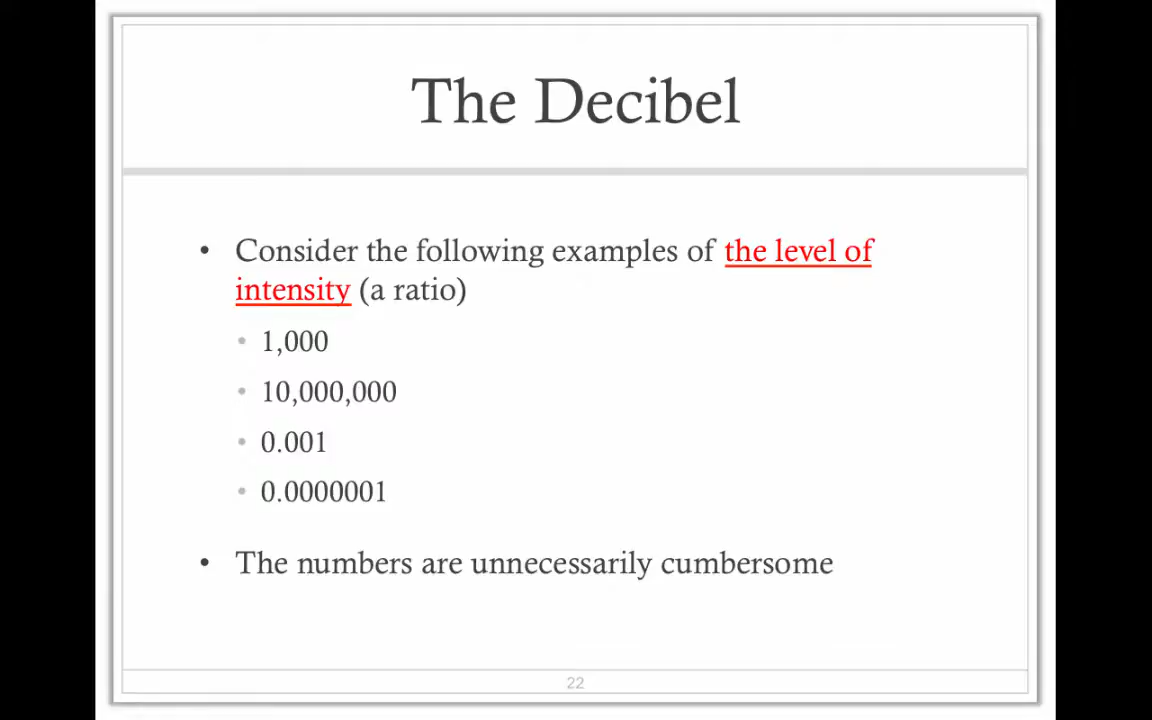 The Decibel
• Consider the following examples of the level of
intensity (a ratio)
• 1,000
• 10,000,000
• 0.001
• 0.0000001
• The numbers are unnecessarily cumbersome
22